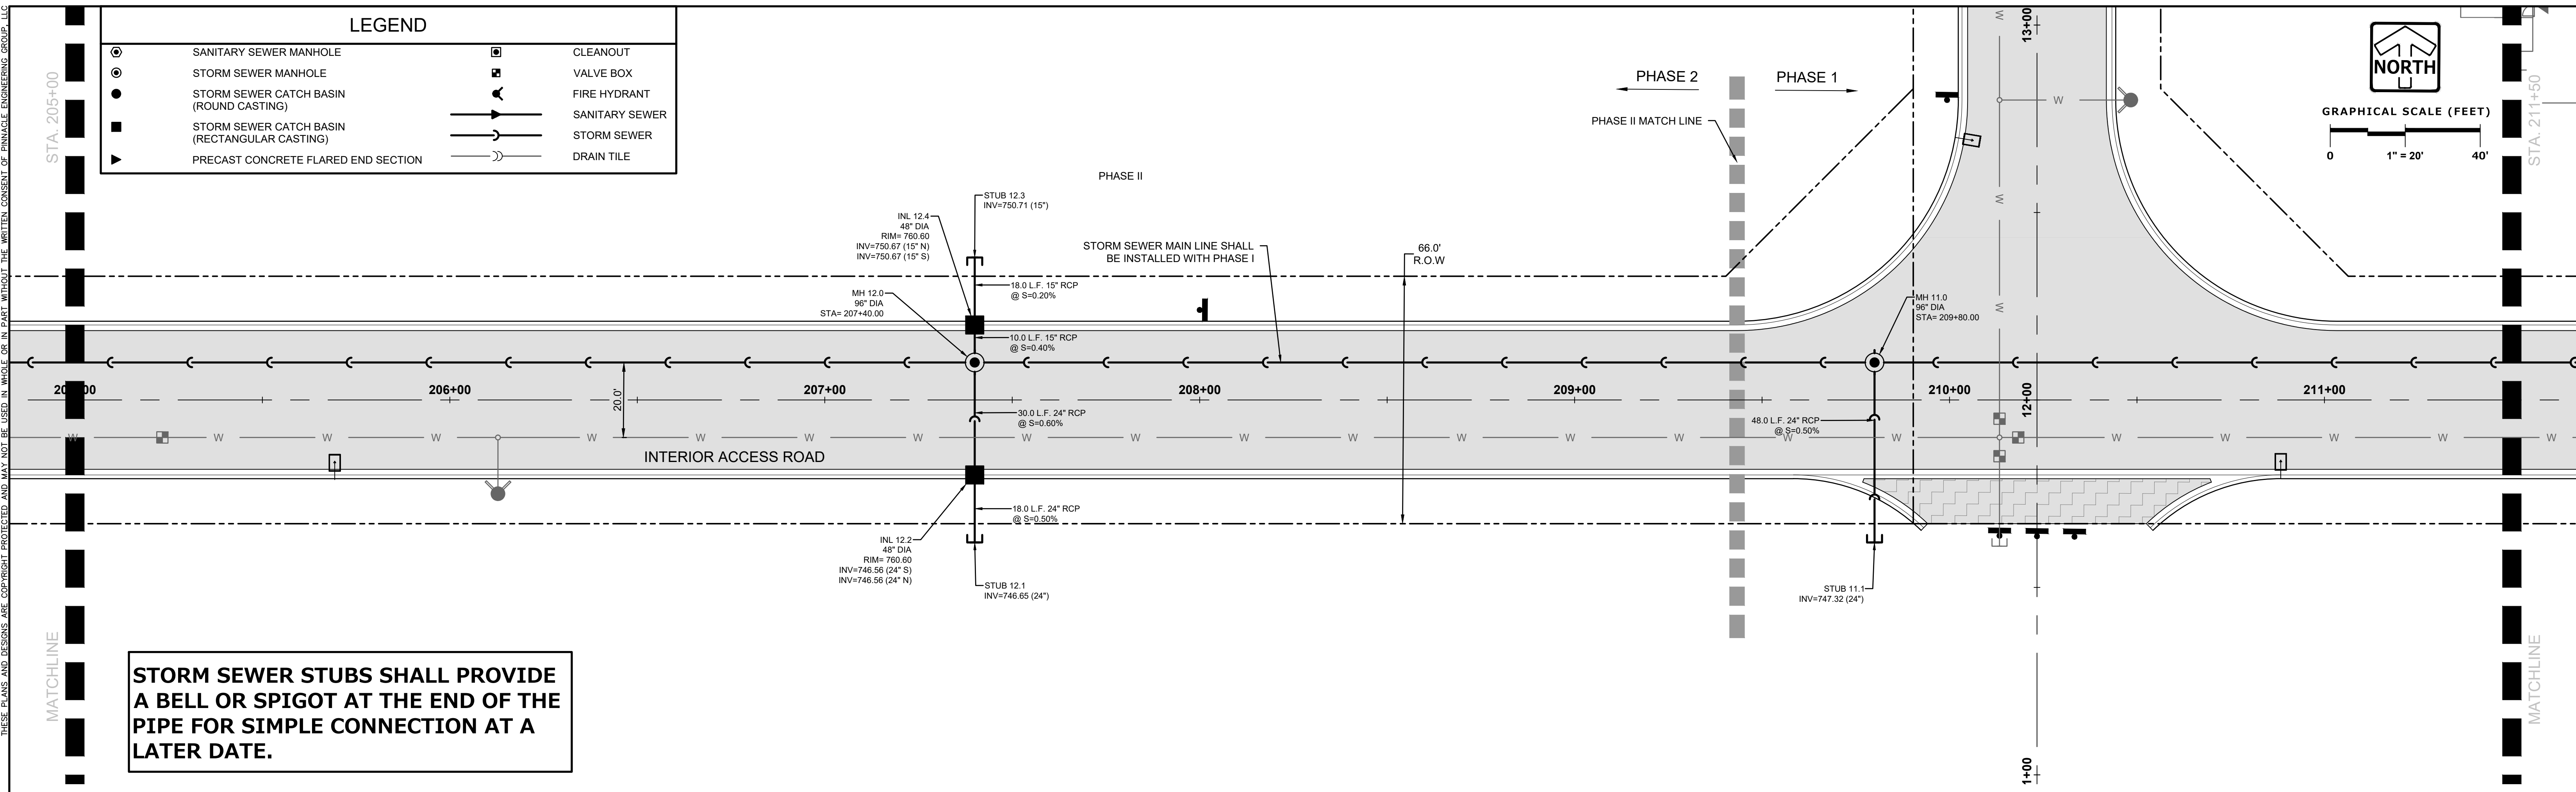 THESE PLANS AND DESIGNS ARE COPYRIGHT PROTECTED AND MAY NOT BE USED IN WHOLE OR IN PART WITHOUT THE WRITTEN CONSENT OF PINNACLE ENGINEERING GROUP, LLC
STA. 205+00
MATCHLINE
LEGEND
SANITARY SEWER MANHOLE
STORM SEWER MANHOLE
STORM SEWER CATCH BASIN
(ROUND CASTING)
STORM SEWER CATCH BASIN
(RECTANGULAR CASTING)
PRECAST CONCRETE FLARED END SECTION
CLEANOUT
VALVE BOX
FIRE HYDRANT
SANITARY SEWER
STORM SEWER
DRAIN TILE
PHASE 2
PHASE 1
PHASE II MATCH LINE
PHASE II
STUB 12.3
INV=750.71 (15")
INL 12.4
48" DIA
RIM= 760.60
INV=750.67 (15" N)
INV=750.67 (15" S)
STORM SEWER MAIN LINE SHALL
BE INSTALLED WITH PHASE I
66.0'
R.O.W
18.0 L.F. 15" RCP
@ S=0.20%
MH 12.0
96" DIA
STA= 207+40.00
10.0 L.F. 15" RCP
@ S=0.40%
MH 11.0
96" DIA
STA= 209+80.00
206+00
207+00
208+00
209+00
210+00
211+00
20.0'
30.0 L.F. 24" RCP
@ S=0.60%
48.0 L.F. 24" RCP
@ S=0.50%
W W W W W W W W W W W W W W W W W W W W W W W
INTERIOR ACCESS ROAD
18.0 L.F. 24" RCP
@ S=0.50%
INL 12.2
48" DIA
RIM= 760.60
INV=746.56 (24" S)
INV=746.56 (24" N)
STUB 12.1
INV=746.65 (24")
STUB 11.1
INV=747.32 (24")
13+00
12+00
1+00
W
W
W
W
NORTH
GRAPHICAL SCALE (FEET)
0 1" = 20' 40'
STA. 211+50
MATCHLINE
STORM SEWER STUBS SHALL PROVIDE
A BELL OR SPIGOT AT THE END OF THE
PIPE FOR SIMPLE CONNECTION AT A
LATER DATE.